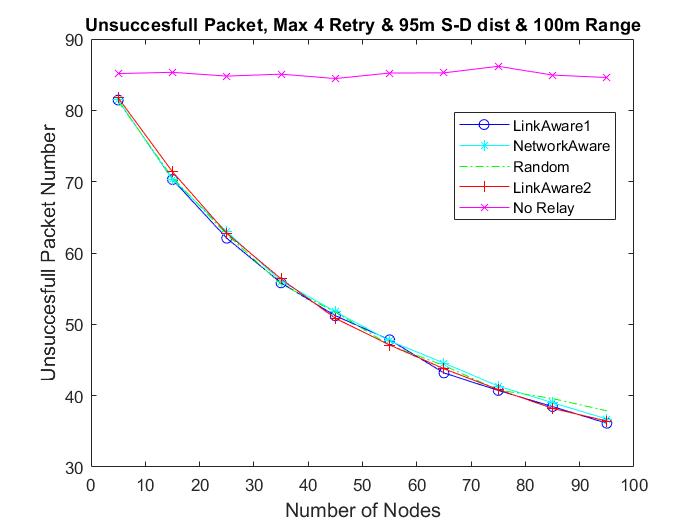 Unsuccesfull Packet, Max 4 Retry & 95m S-D dist & 100m Range
90
80
70
60
50
40
30
Unsuccesfull Packet Number
LinkAware1
NetworkAware
Random
LinkAware2
No Relay
0 10 20 30 40 50 60 70 80 90 100
Number of Nodes